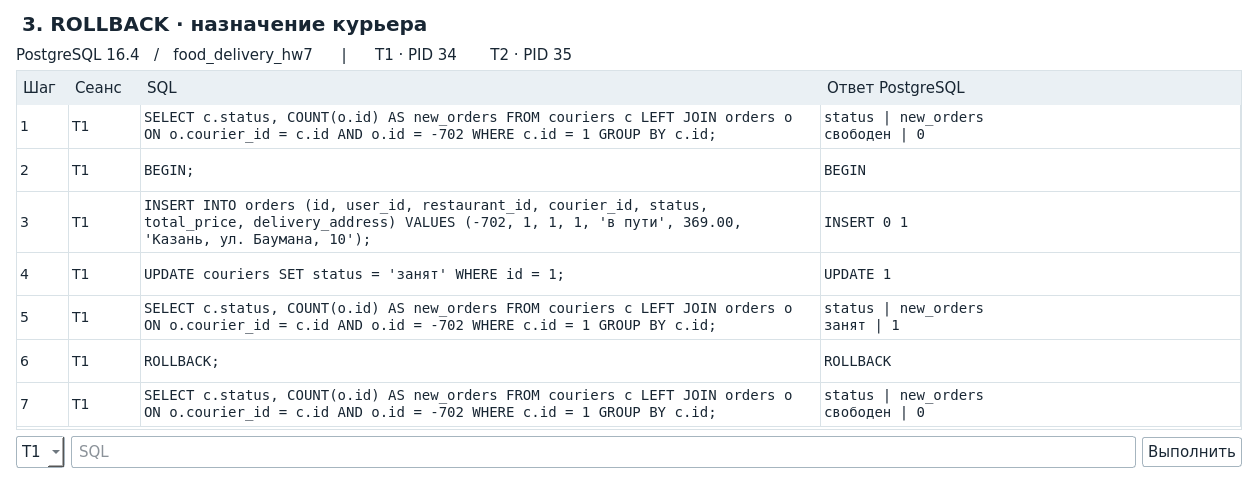 3. ROLLBACK · назначение курьера
PostgreSQL 16.4 / food_delivery_hw7 | T1 · PID 34 T2 · PID 35
Шаг Сеанс SQL Ответ PostgreSQL
1 T1 SELECT c.status, COUNT(o.id) AS new_orders FROM couriers c LEFT JOIN orders o status | new_orders
ON o.courier_id = c.id AND o.id = -702 WHERE c.id = 1 GROUP BY c.id; свободен | 0
2 T1 BEGIN; BEGIN
3 T1 INSERT INTO orders (id, user_id, restaurant_id, courier_id, status,
total_price, delivery_address) VALUES (-702, 1, 1, 1, 'в пути', 369.00, INSERT 0 1
'Казань, ул. Баумана, 10');
4 T1 UPDATE couriers SET status = 'занят' WHERE id = 1; UPDATE 1
5 T1 SELECT c.status, COUNT(o.id) AS new_orders FROM couriers c LEFT JOIN orders o status | new_orders
ON o.courier_id = c.id AND o.id = -702 WHERE c.id = 1 GROUP BY c.id; занят | 1
6 T1 ROLLBACK; ROLLBACK
7 T1 SELECT c.status, COUNT(o.id) AS new_orders FROM couriers c LEFT JOIN orders o status | new_orders
ON o.courier_id = c.id AND o.id = -702 WHERE c.id = 1 GROUP BY c.id; свободен | 0
T1 SQL Выполнить